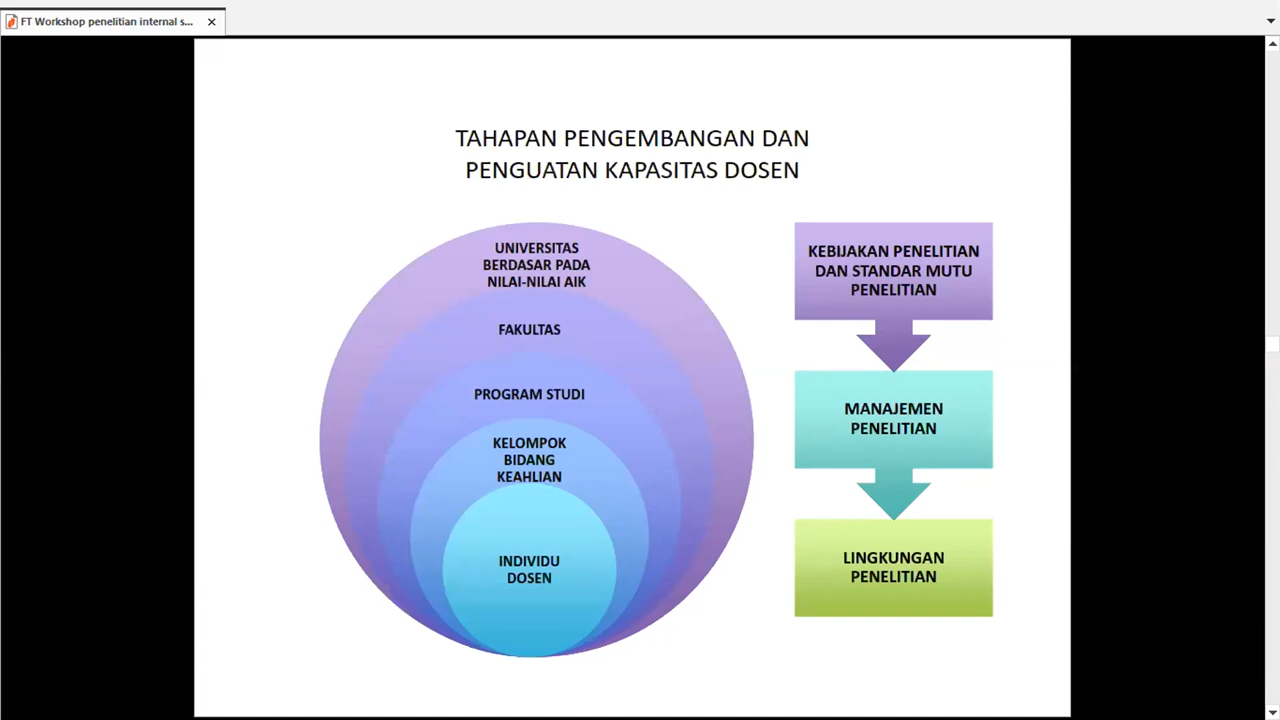 FT Workshop penelitian internal s...
TAHAPAN PENGEMBANGAN DAN
PENGUATAN KAPASITAS DOSEN
UNIVERSITAS
BERDASAR PADA
NILAI-NILAI AIK
FAKULTAS
PROGRAM STUDI
KELOMPOK
BIDANG
KEAHLIAN
INDIVIDU
DOSEN
KEBIJAKAN PENELITIAN
DAN STANDAR MUTU
PENELITIAN
MANAJEMEN
PENELITIAN
LINGKUNGAN
PENELITIAN